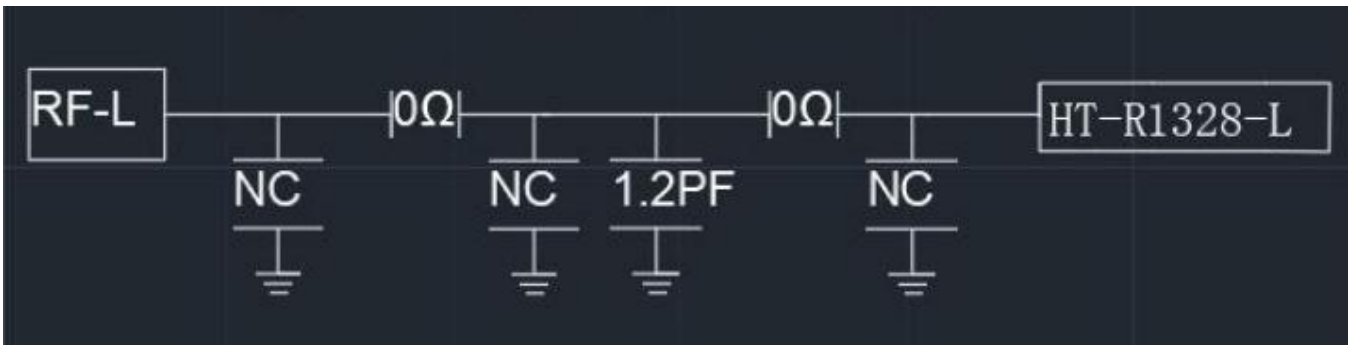 RF-L
0Ω
0Ω
HT-R1328-L
NC
NC
1.2PF
NC